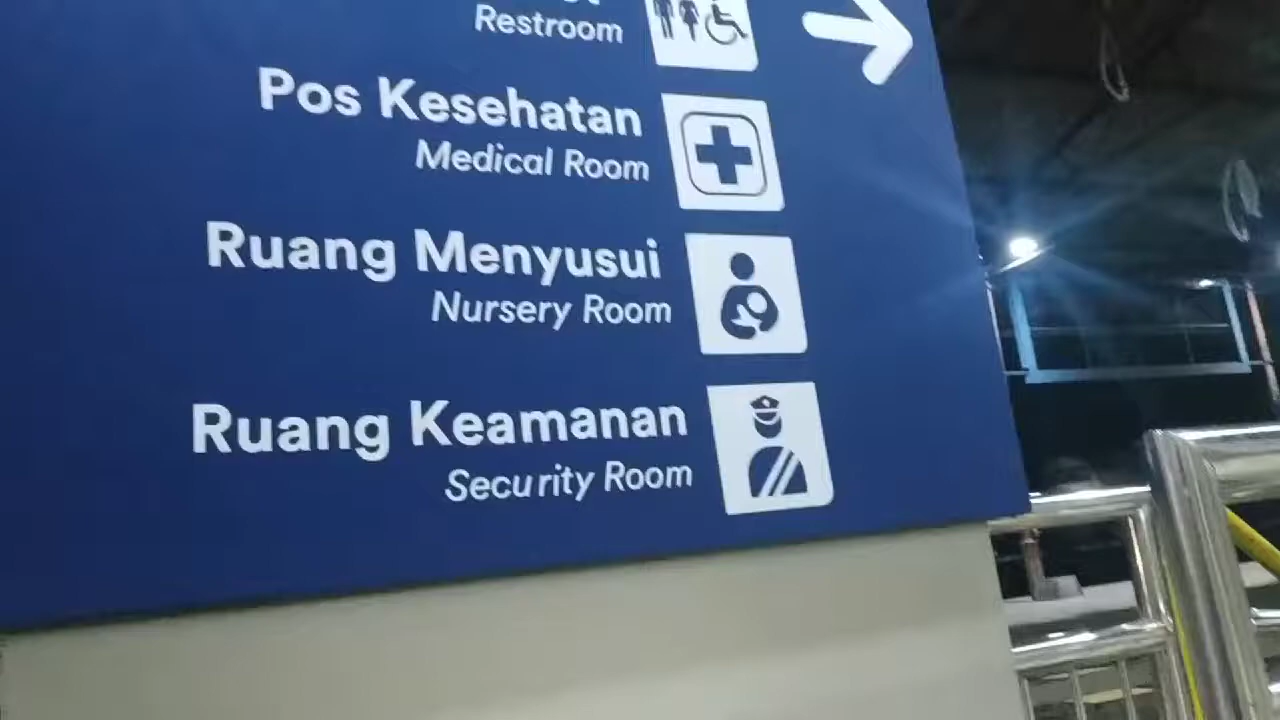 Restroom
Pos Kesehatan
Medical Room
Ruang Menyusui
Nursery Room
Ruang Keamanan
Security Room